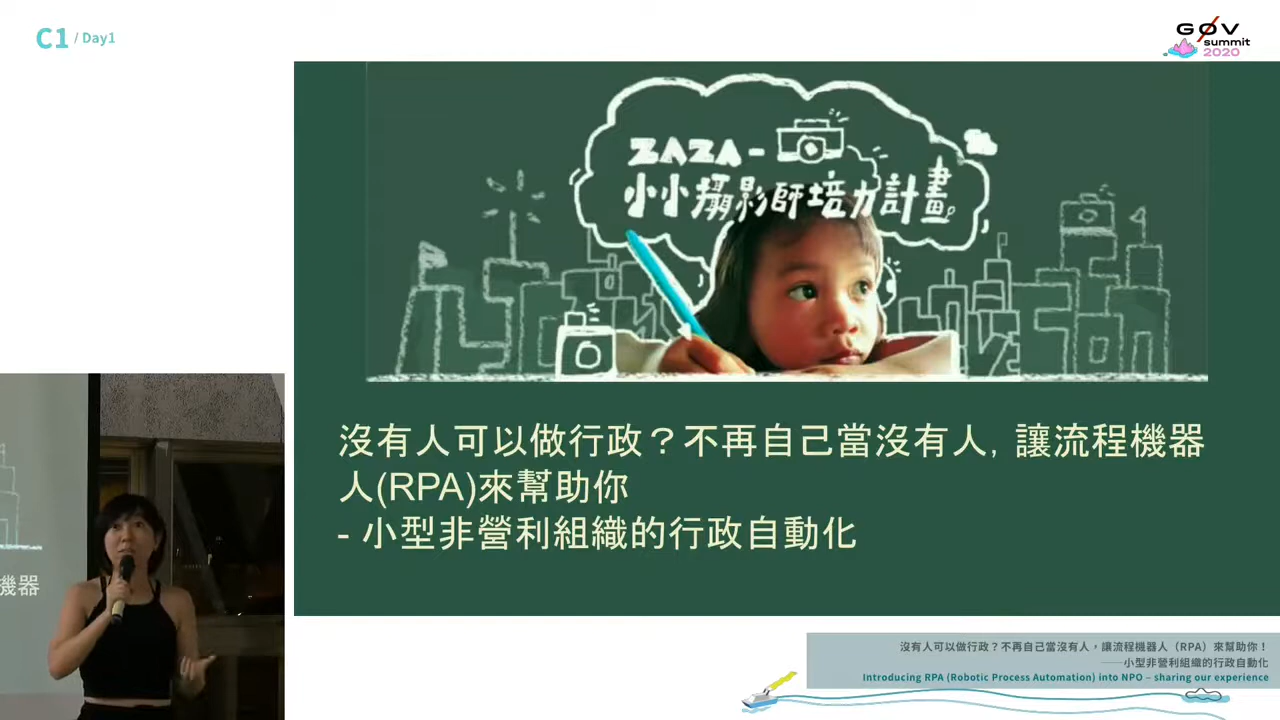 C1 / Day1
GØV
summit
2020
ZAZA-
小小攝影師培力計畫
沒有人可以做行政？不再自己當沒有人，讓流程機器
人(RPA)來幫助你
- 小型非營利組織的行政自動化
機器
沒有人可以做行政？不再自己當沒有人，讓流程機器人（RPA）來幫助你！
——小型非營利組織的行政自動化
Introducing RPA (Robotic Process Automation) into NPO – sharing our experience